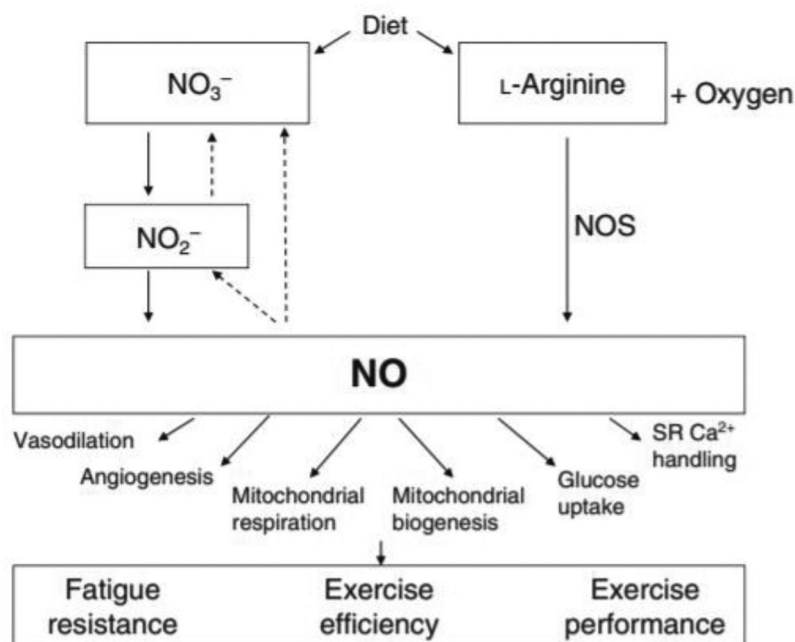 Diet
NO₃⁻
L-Arginine
+ Oxygen
NO₂⁻
NOS
NO
Vasodilation
Angiogenesis
Mitochondrial
respiration
Mitochondrial
biogenesis
Glucose
uptake
SR Ca²⁺
handling
Fatigue
resistance
Exercise
efficiency
Exercise
performance